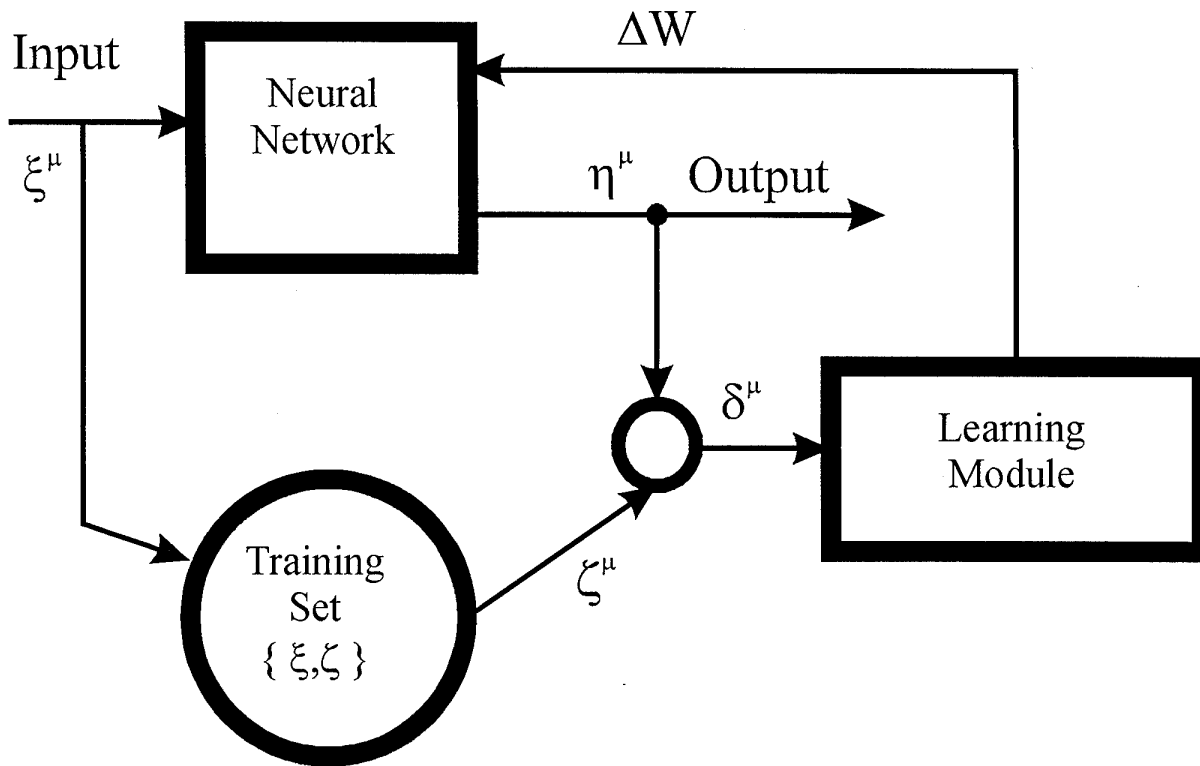 ΔW
Input
Neural
Network
ξ^μ
η^μ
Output
δ^μ
Learning
Module
Training
Set
{ ξ,ζ }
ζ^μ